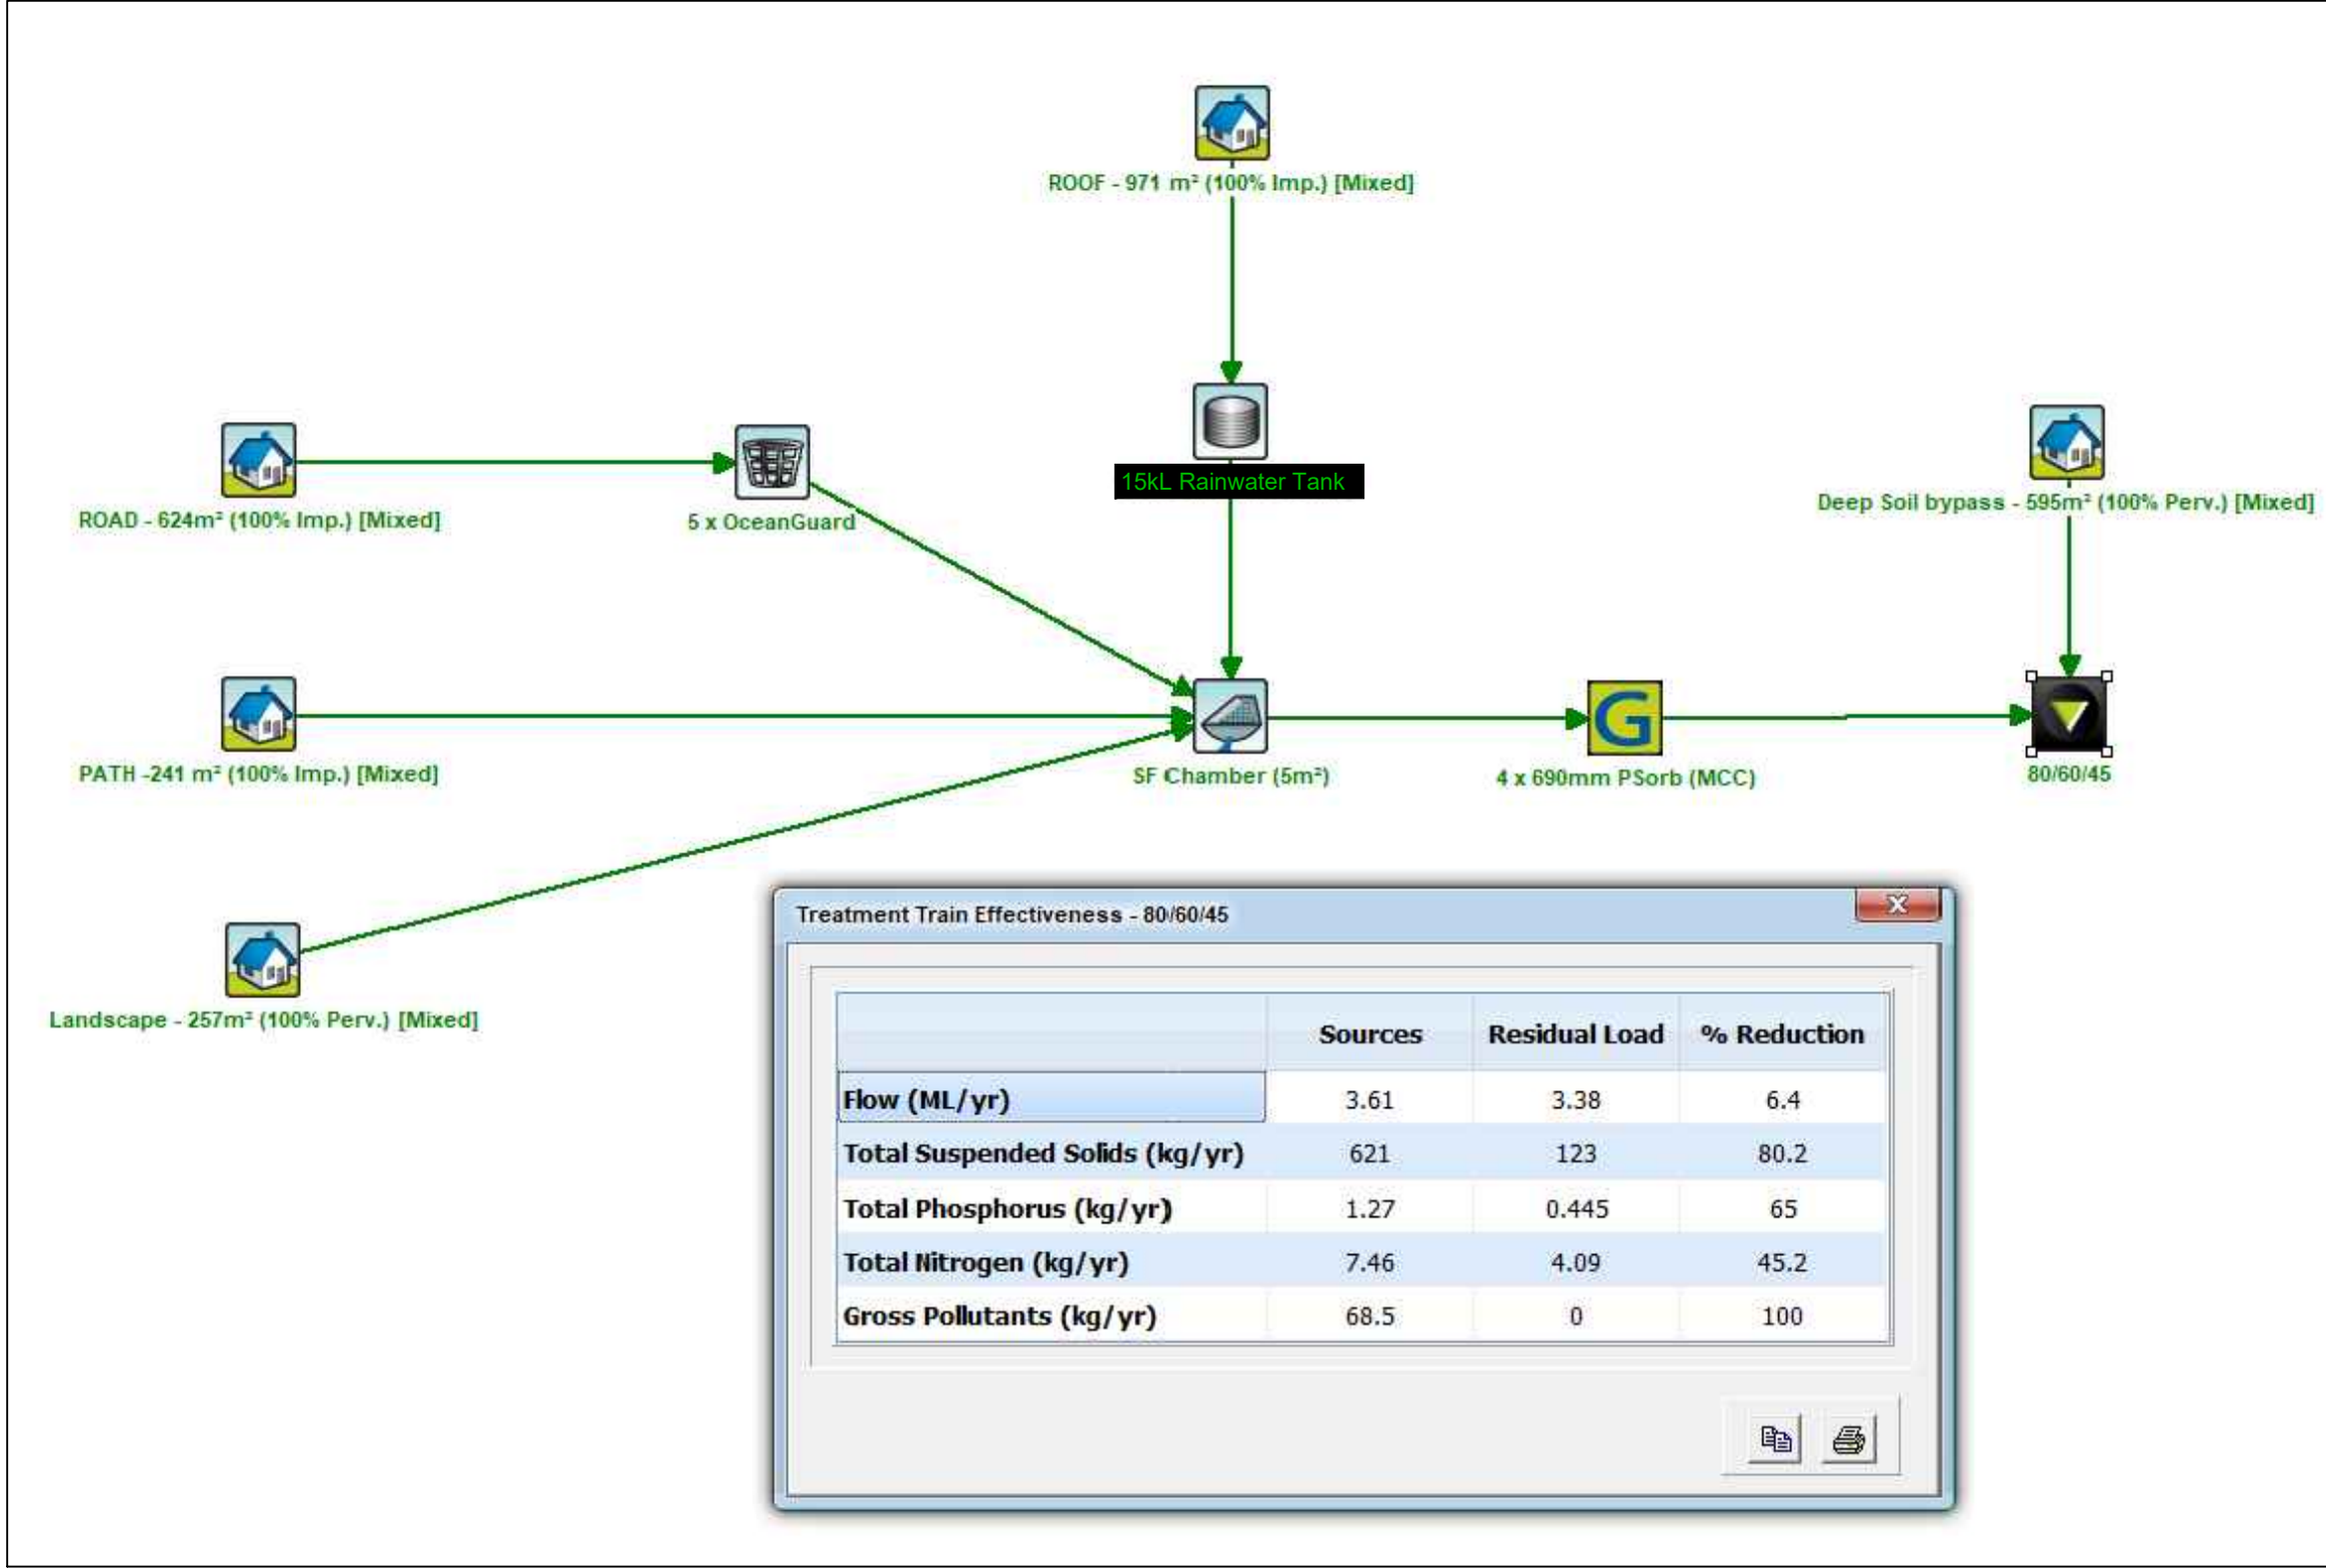 ROOF - 971 m² (100% Imp.) [Mixed]
15kL Rainwater Tank
ROAD - 624m² (100% Imp.) [Mixed]
5 x OceanGuard
Deep Soil bypass - 595m² (100% Perv.) [Mixed]
PATH -241 m² (100% Imp.) [Mixed]
SF Chamber (5m²)
G
4 x 690mm PSorb (MCC)
80/60/45
Landscape - 257m² (100% Perv.) [Mixed]
Treatment Train Effectiveness - 80/60/45
Sources Residual Load % Reduction
Flow (ML/yr) 3.61 3.38 6.4
Total Suspended Solids (kg/yr) 621 123 80.2
Total Phosphorus (kg/yr) 1.27 0.445 65
Total Nitrogen (kg/yr) 7.46 4.09 45.2
Gross Pollutants (kg/yr) 68.5 0 100